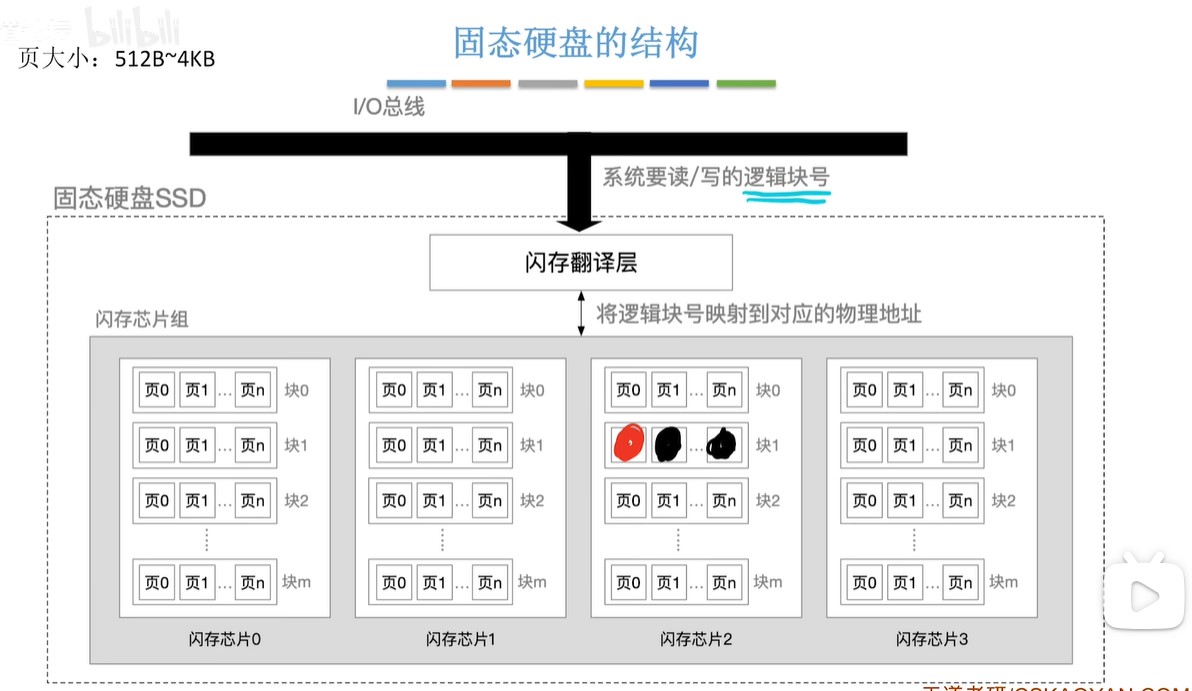 bilibili
固态硬盘的结构
页大小：512B~4KB
I/O总线
系统要读/写的逻辑块号
固态硬盘SSD
闪存翻译层
将逻辑块号映射到对应的物理地址
闪存芯片组
页0 页1 … 页n 块0 页0 页1 … 页n 块0 页0 页1 … 页n 块0 页0 页1 … 页n 块0
页0 页1 … 页n 块1 页0 页1 … 页n 块1 … 块1 页0 页1 … 页n 块1
页0 页1 … 页n 块2 页0 页1 … 页n 块2 页0 页1 … 页n 块2 页0 页1 … 页n 块2
页0 页1 … 页n 块m 页0 页1 … 页n 块m 页0 页1 … 页n 块m 页0 页1 … 页n 块m
闪存芯片0 闪存芯片1 闪存芯片2 闪存芯片3